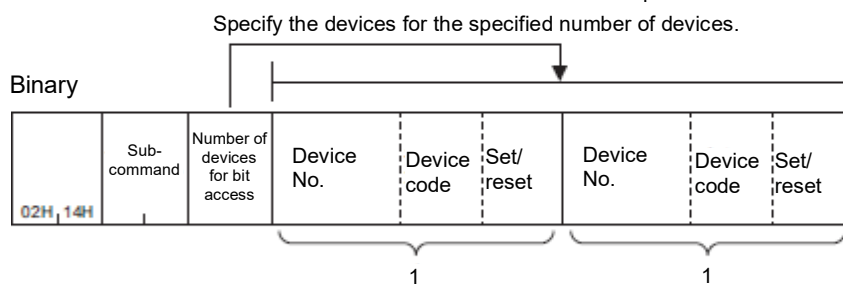 Specify the devices for the specified number of devices.
Binary
02H 14H
Sub-
command
Number of
devices
for bit
access
Device
No.
Device
code
Set/
reset
Device
No.
Device
code
Set/
reset
1
1